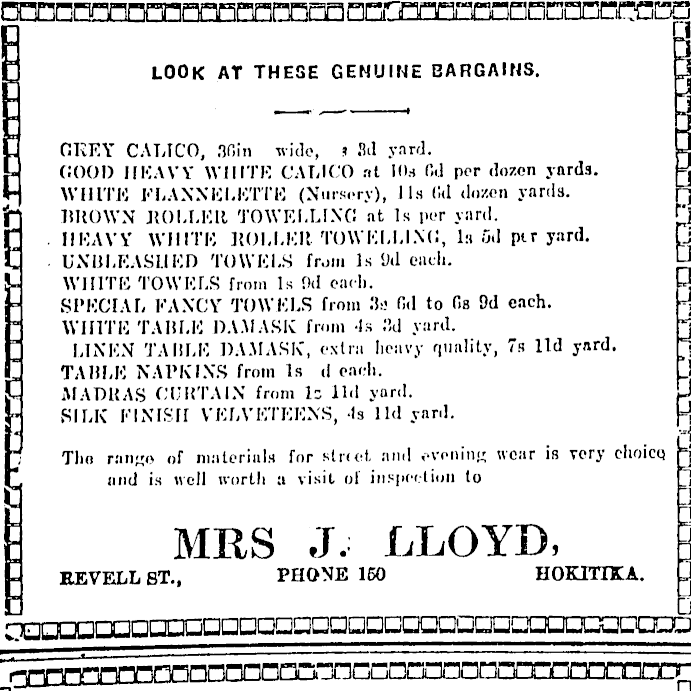 LOOK AT THESE GENUINE BARGAINS.
GREY CALICO, 36in wide, 3d yard.
GOOD HEAVY WHITE CALICO at 10s 6d per dozen yards.
WHITE FLANNELETTE (Nursery), 11s 6d dozen yards.
BROWN ROLLER TOWELLING at 1s per yard.
HEAVY WHITE ROLLER TOWELLING, 1s 5d per yard.
UNBLEASHED TOWELS from 1s 9d each.
WHITE TOWELS from 1s 9d each.
SPECIAL FANCY TOWELS from 3s 6d to 6s 9d each.
WHITE TABLE DAMASK from 4s 3d yard.
LINEN TABLE DAMASK, extra heavy quality, 7s 11d yard.
TABLE NAPKINS from 1s d each.
MADRAS CURTAIN from 1s 11d yard.
SILK FINISH VELVETEENS, 4s 11d yard.
The range of materials for street and evening wear is very choice
and is well worth a visit of inspection to
MRS J. LLOYD,
REVELL ST., PHONE 150 HOKITIKA.